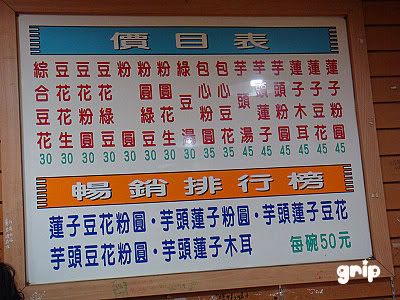 價目表
綜合豆花 30
豆花花生 30
豆花粉圓 30
豆花綠豆 30
粉圓 30
粉圓綠豆 30
粉圓花生 30
綠豆湯 30
包心粉圓 35
包心豆花 35
芋頭湯 45
芋頭蓮子 45
芋頭粉圓 45
蓮子木耳 45
蓮子豆花 45
蓮子粉圓 45
暢銷排行榜
蓮子豆花粉圓・芋頭蓮子粉圓・芋頭蓮子豆花
芋頭豆花粉圓・芋頭蓮子木耳 每碗50元
grip